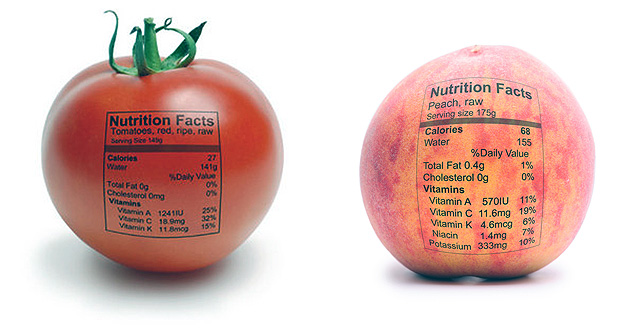 Nutrition Facts
Tomatoes, red, ripe, raw
Serving Size 149g
Calories 27
Water 141g
%Daily Value
Total Fat 0g 0%
Cholesterol 0mg 0%
Vitamins
Vitamin A 1241IU 25%
Vitamin C 18.9mg 32%
Vitamin K 11.8mcg 15%
Nutrition Facts
Peach, raw
Serving size 175g
Calories 68
Water 155
%Daily Value
Total Fat 0.4g 1%
Cholesterol 0g 0%
Vitamins
Vitamin A 570IU 11%
Vitamin C 11.6mg 19%
Vitamin K 4.6mcg 6%
Niacin 1.4mg 7%
Potassium 333mg 10%